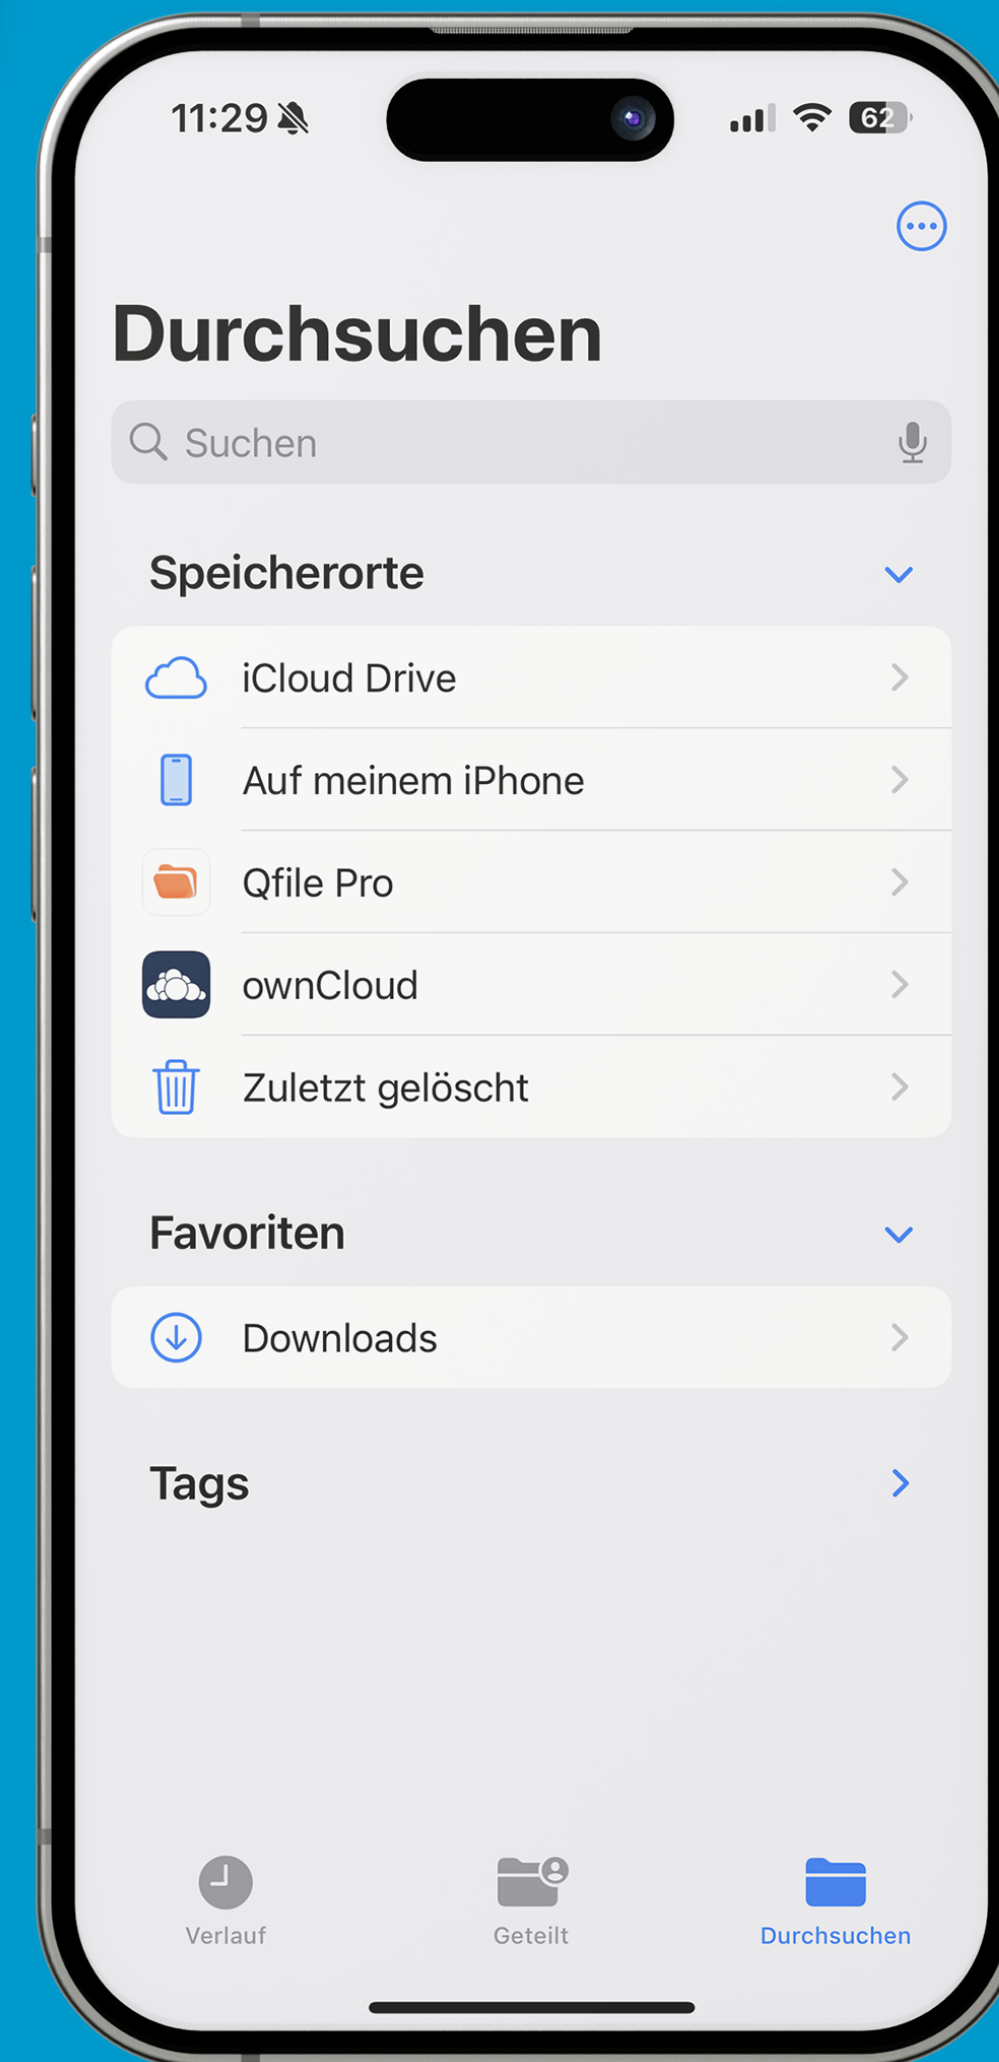 11:29
62
Durchsuchen
Suchen
Speicherorte
iCloud Drive
Auf meinem iPhone
Qfile Pro
ownCloud
Zuletzt gelöscht
Favoriten
Downloads
Tags
Verlauf
Geteilt
Durchsuchen